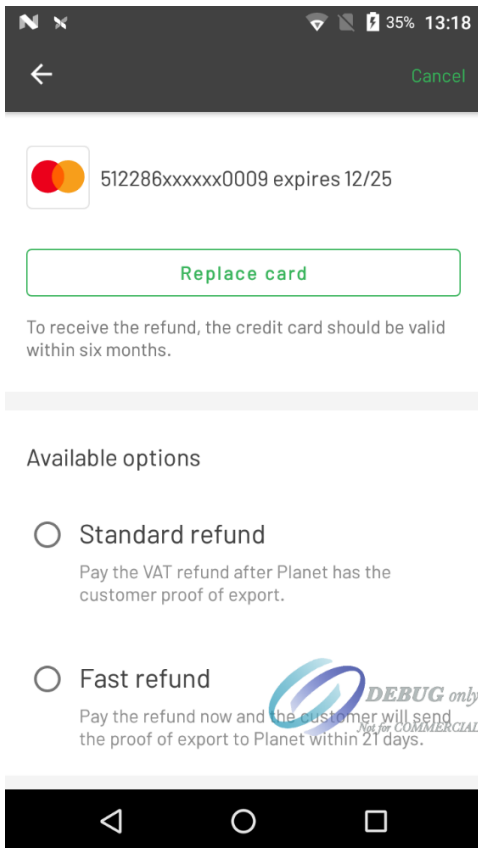 35% 13:18
Cancel
512286xxxxxx0009 expires 12/25
Replace card
To receive the refund, the credit card should be valid
within six months.
Available options
Standard refund
Pay the VAT refund after Planet has the
customer proof of export.
Fast refund
DEBUG only
Pay the refund now and the customer will send
Not for COMMERCIAL
the proof of export to Planet within 21 days.